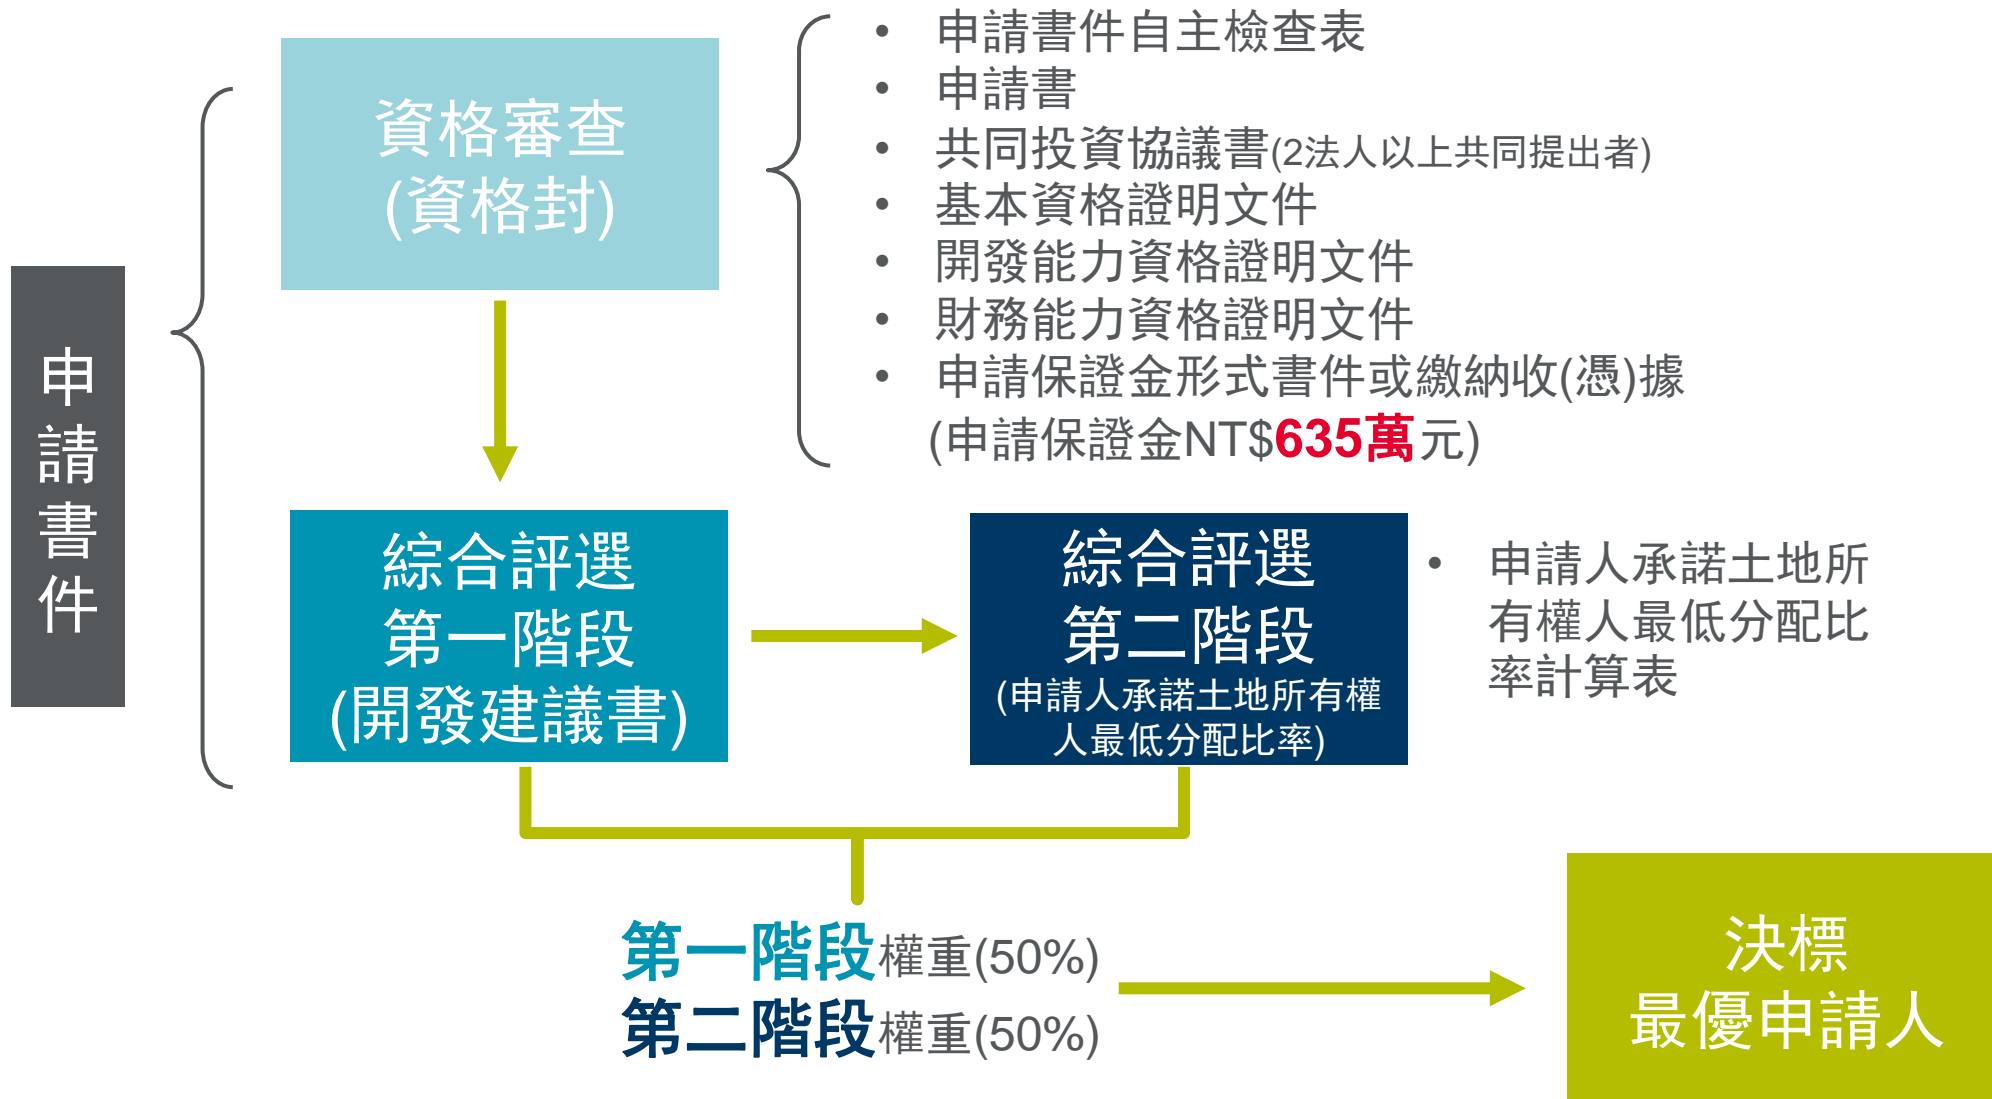 申請書件
資格審查
(資格封)
申請書件自主檢查表
申請書
共同投資協議書(2法人以上共同提出者)
基本資格證明文件
開發能力資格證明文件
財務能力資格證明文件
申請保證金形式書件或繳納收(憑)據
(申請保證金NT$635萬元)
綜合評選
第一階段
(開發建議書)
綜合評選
第二階段
(申請人承諾土地所有權
人最低分配比率)
申請人承諾土地所
有權人最低分配比
率計算表
第一階段權重(50%)
第二階段權重(50%)
決標
最優申請人